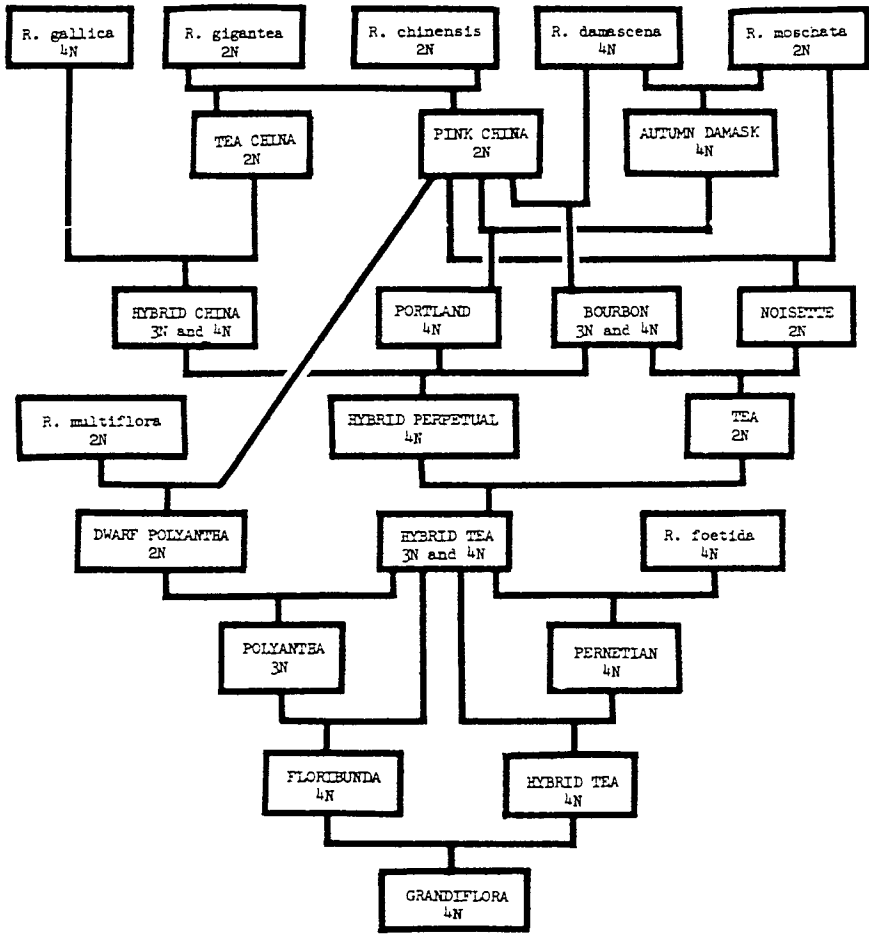 R. gallica
4N
R. gigantea
2N
R. chinensis
2N
R. damascena
4N
R. moschata
2N
TEA CHINA
2N
PINK CHINA
2N
AUTUMN DAMASK
4N
HYBRID CHINA
3N and 4N
PORTLAND
4N
BOURBON
3N and 4N
NOISETTE
2N
R. multiflora
2N
HYBRID PERPETUAL
4N
TEA
2N
DWARF POLYANTHA
2N
HYBRID TEA
3N and 4N
R. foetida
4N
POLYANTEA
3N
PERNETIAN
4N
FLORIBUNDA
4N
HYBRID TEA
4N
GRANDIFLORA
4N